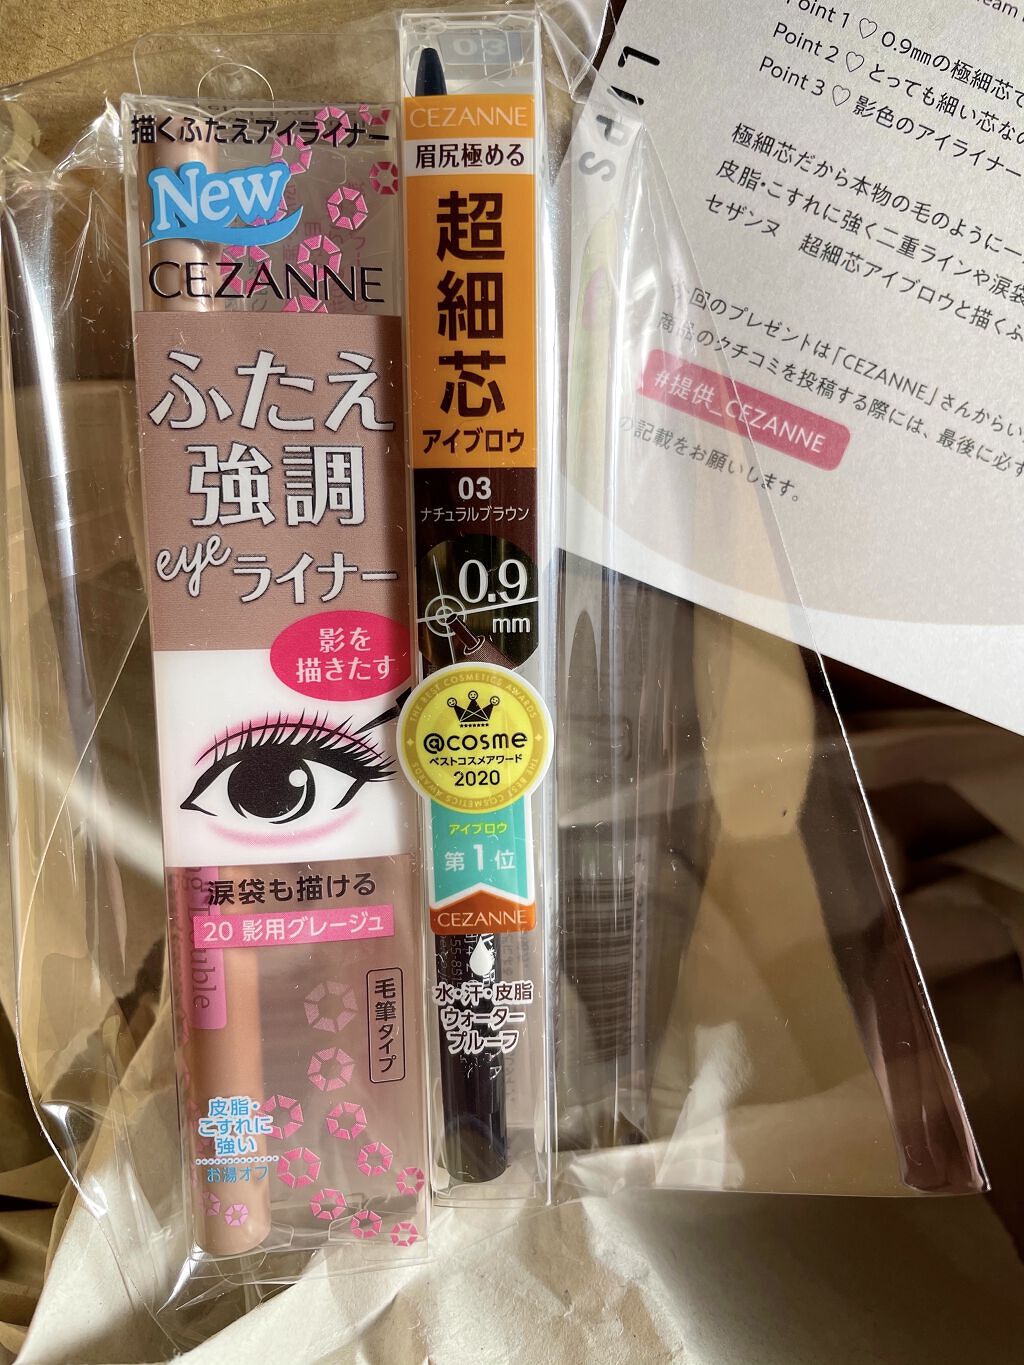 描くふたえアイライナー
New
CEZANNE
ふたえ
強調
eye ライナー
影を
描きたす
涙袋も描ける
20 影用グレージュ
毛筆タイプ
皮脂・
こすれに
強い
お湯オフ
03
CEZANNE
眉尻極める
超細芯
アイブロウ
03
ナチュラルブラウン
0.9
mm
THE BEST COSMETICS AWARDS
@cosme
ベストコスメアワード
2020
THE BEST COSMETICS AWARDS
アイブロウ
第1位
CEZANNE
水・汗・皮脂
ウォーター
プルーフ
LIPS
Point 1 ♡ 0.9mmの極細芯で
Point 2 ♡ とっても細い芯なの
Point 3 ♡ 影色のアイライナー
極細芯だから本物の毛のように一
皮脂・こすれに強く二重ラインや涙袋
セザンヌ 超細芯アイブロウと描くふ
回のプレゼントは「CEZANNE」さんからい
商品のクチコミを投稿する際には、最後に必ず
#提供_CEZANNE
の記載をお願いします。